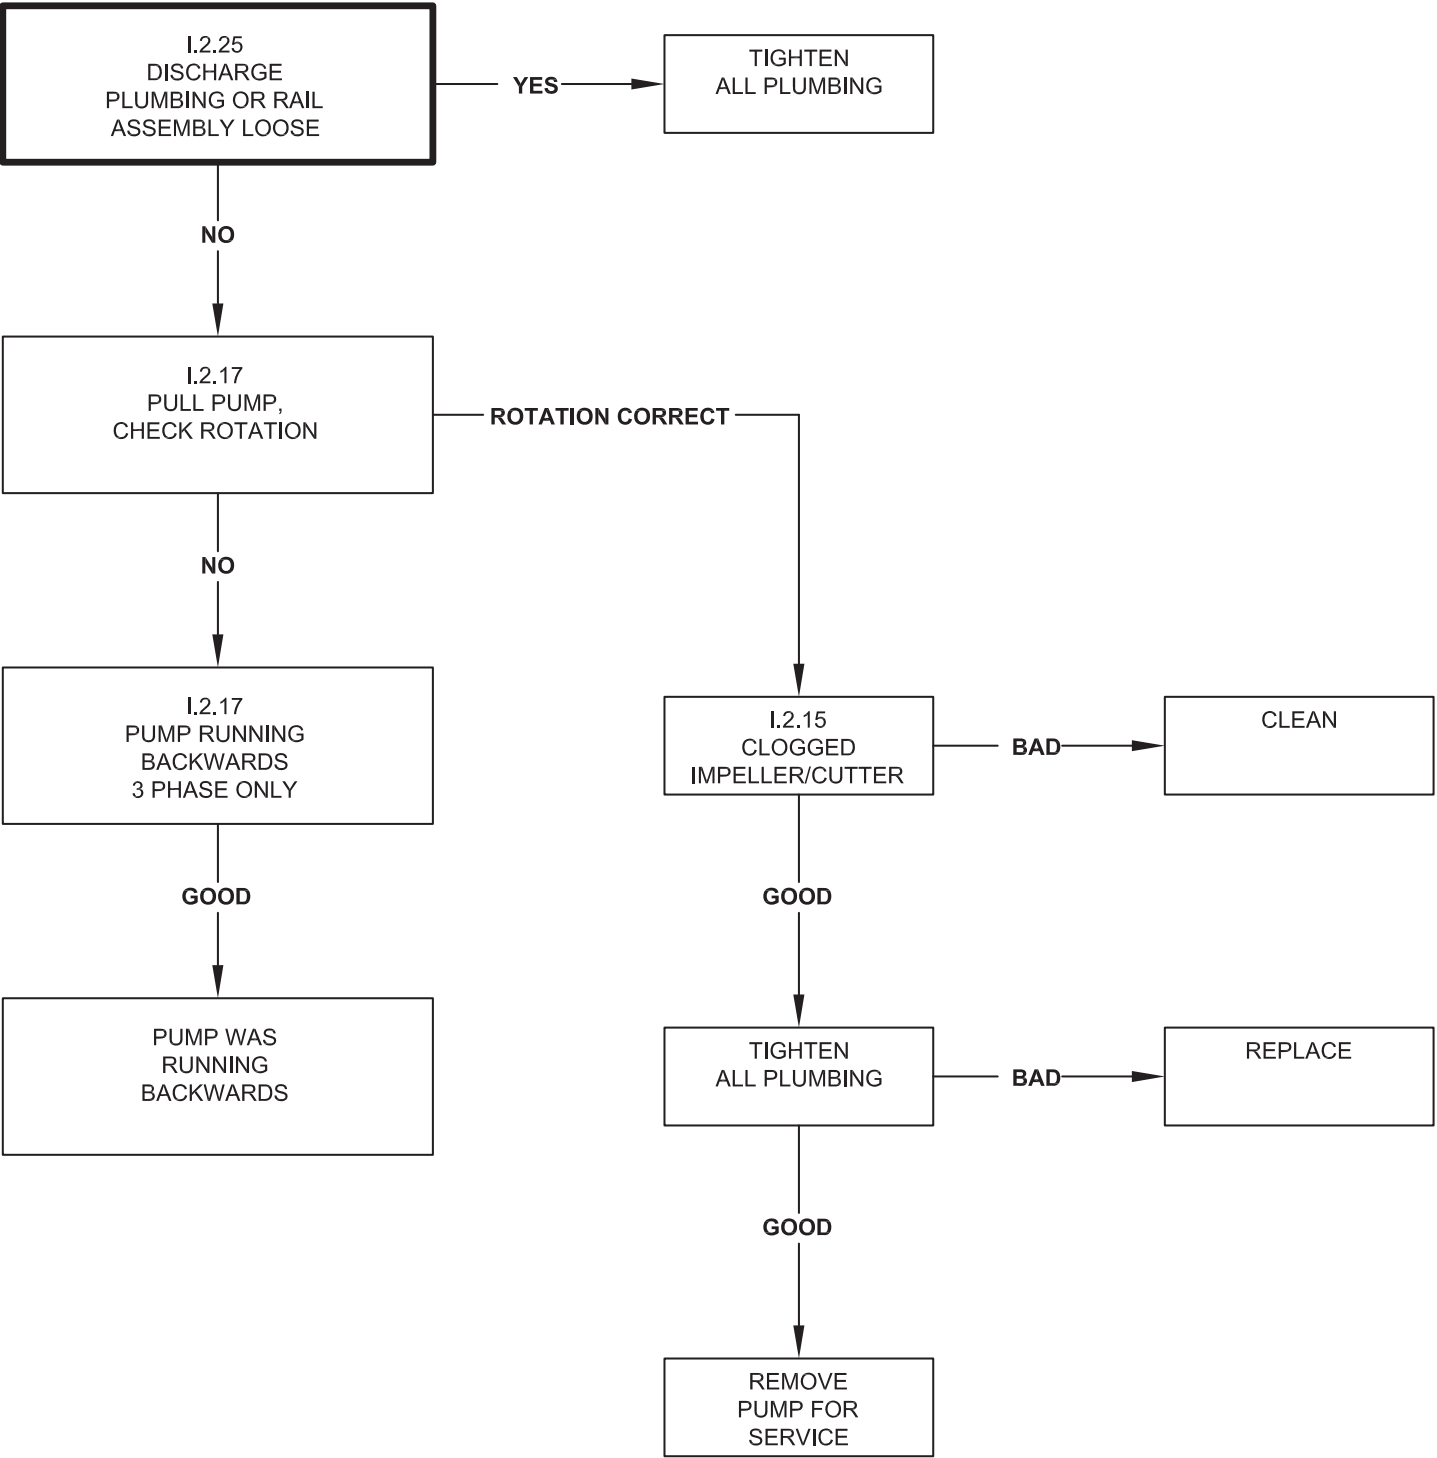 I.2.25
DISCHARGE
PLUMBING OR RAIL
ASSEMBLY LOOSE
YES
TIGHTEN
ALL PLUMBING
NO
I.2.17
PULL PUMP,
CHECK ROTATION
ROTATION CORRECT
NO
I.2.17
PUMP RUNNING
BACKWARDS
3 PHASE ONLY
I.2.15
CLOGGED
IMPELLER/CUTTER
BAD
CLEAN
GOOD
GOOD
PUMP WAS
RUNNING
BACKWARDS
TIGHTEN
ALL PLUMBING
BAD
REPLACE
GOOD
REMOVE
PUMP FOR
SERVICE